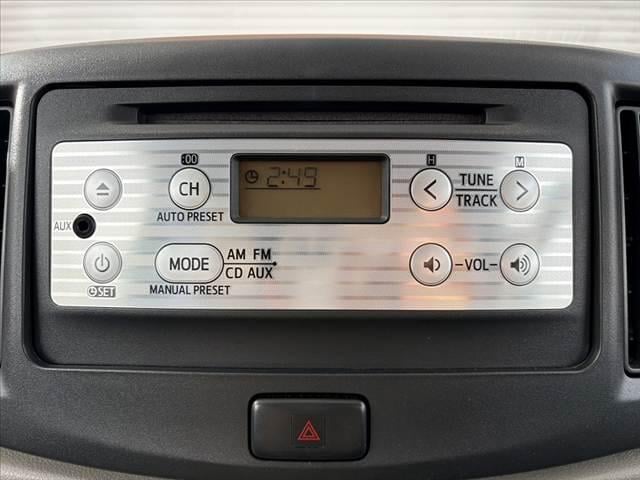 :00
H
M
2:49
CH
TUNE
TRACK
AUX
AUTO PRESET
MODE
AM FM
CD AUX
VOL
SET
MANUAL PRESET